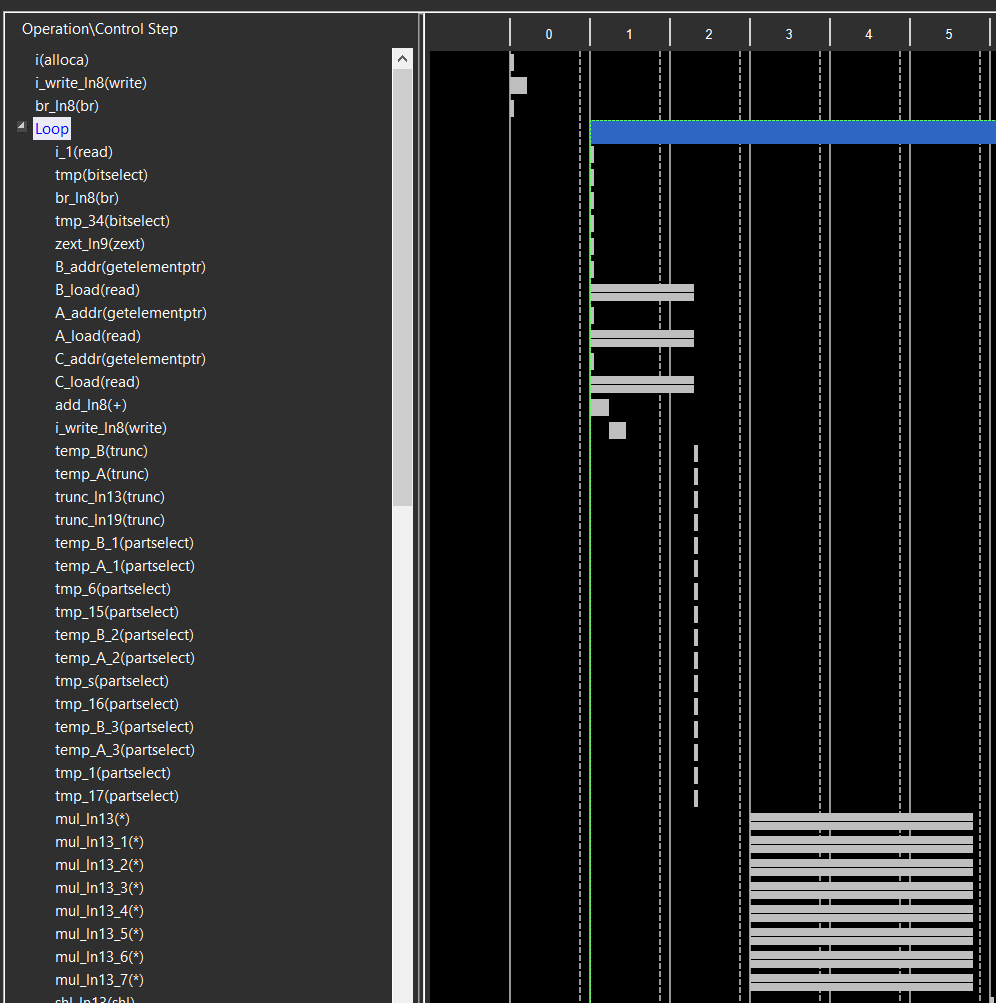 Operation\Control Step
0 1 2 3 4 5
i(alloca)
i_write_ln8(write)
br_ln8(br)
Loop
i_1(read)
tmp(bitselect)
br_ln8(br)
tmp_34(bitselect)
zext_ln9(zext)
B_addr(getelementptr)
B_load(read)
A_addr(getelementptr)
A_load(read)
C_addr(getelementptr)
C_load(read)
add_ln8(+)
i_write_ln8(write)
temp_B(trunc)
temp_A(trunc)
trunc_ln13(trunc)
trunc_ln19(trunc)
temp_B_1(partselect)
temp_A_1(partselect)
tmp_6(partselect)
tmp_15(partselect)
temp_B_2(partselect)
temp_A_2(partselect)
tmp_s(partselect)
tmp_16(partselect)
temp_B_3(partselect)
temp_A_3(partselect)
tmp_1(partselect)
tmp_17(partselect)
mul_ln13(*)
mul_ln13_1(*)
mul_ln13_2(*)
mul_ln13_3(*)
mul_ln13_4(*)
mul_ln13_5(*)
mul_ln13_6(*)
mul_ln13_7(*)
shl_ln13(shl)